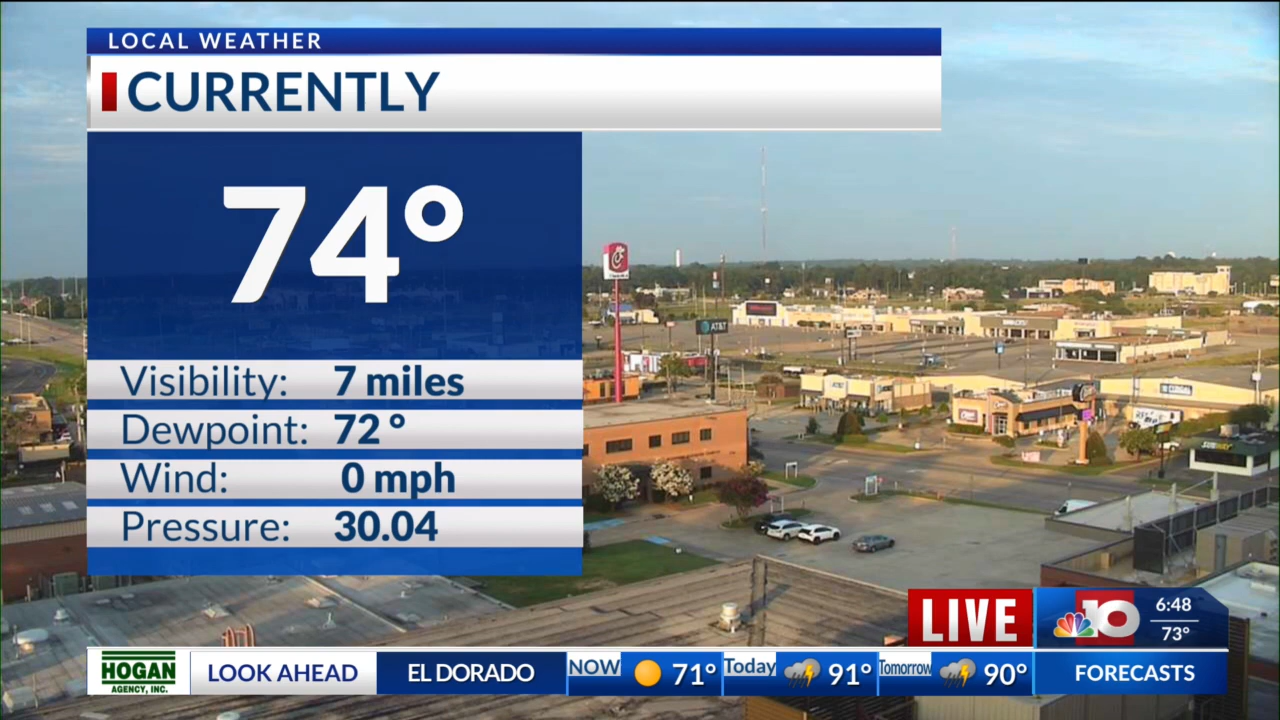 LOCAL WEATHER
CURRENTLY
74°
Visibility: 7 miles
Dewpoint: 72 °
Wind: 0 mph
Pressure: 30.04
AT&T
SUBWAY
LIVE
10
6:48
73°
HOGAN
AGENCY, INC.
LOOK AHEAD
EL DORADO
NOW
71°
Today
91°
Tomorrow
90°
FORECASTS